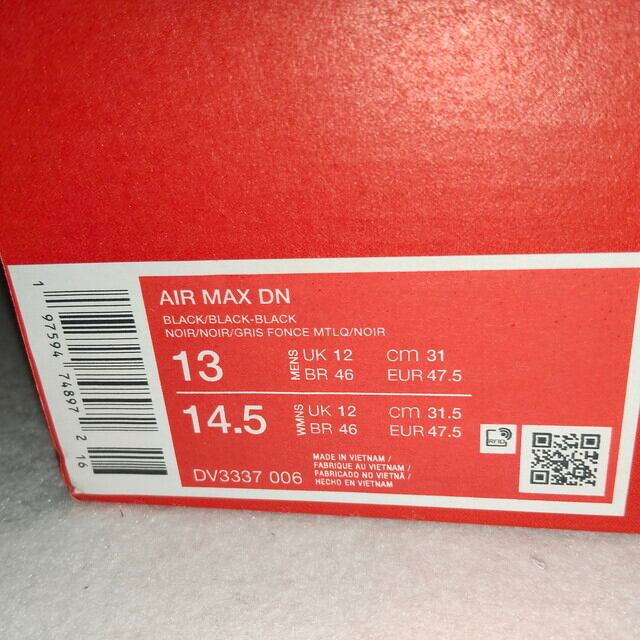 AIR MAX DN
BLACK/BLACK-BLACK
NOIR/NOIR/GRIS FONCE MTLQ/NOIR
13 MENS UK 12 CM 31
BR 46 EUR 47.5
14.5 WMNS UK 12 CM 31.5
BR 46 EUR 47.5
DV3337 006
MADE IN VIETNAM /
FABRIQUE AU VIETNAM /
FABRICADO NO VIETNÃ /
HECHO EN VIETNAM
RFID
1 97594 74897 2 16